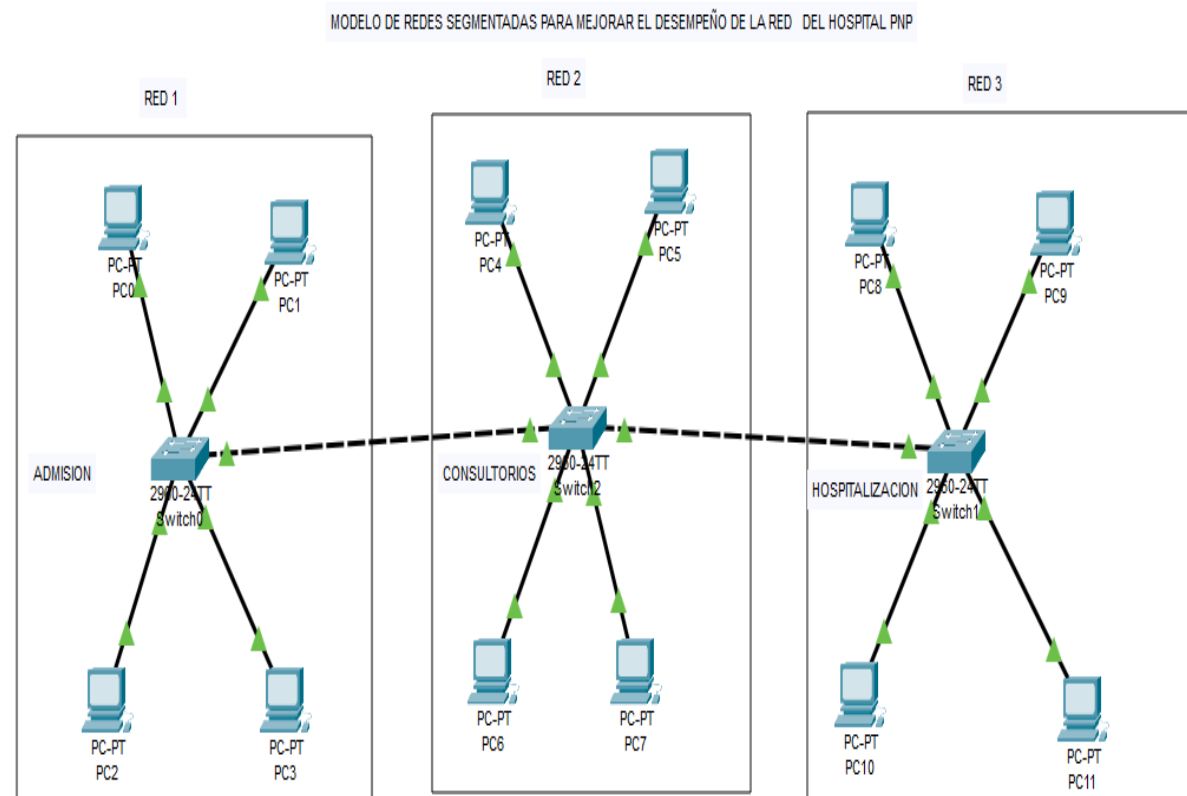 MODELO DE REDES SEGMENTADAS PARA MEJORAR EL DESEMPEÑO DE LA RED DEL HOSPITAL PNP
RED 1
RED 2
RED 3
PC-PT
PC0
PC-PT
PC1
PC-PT
PC4
PC-PT
PC5
PC-PT
PC8
PC-PT
PC9
ADMISION
2960-24TT
Switch0
CONSULTORIOS
2960-24TT
Switch2
HOSPITALIZACION
2960-24TT
Switch1
PC-PT
PC2
PC-PT
PC3
PC-PT
PC6
PC-PT
PC7
PC-PT
PC10
PC-PT
PC11